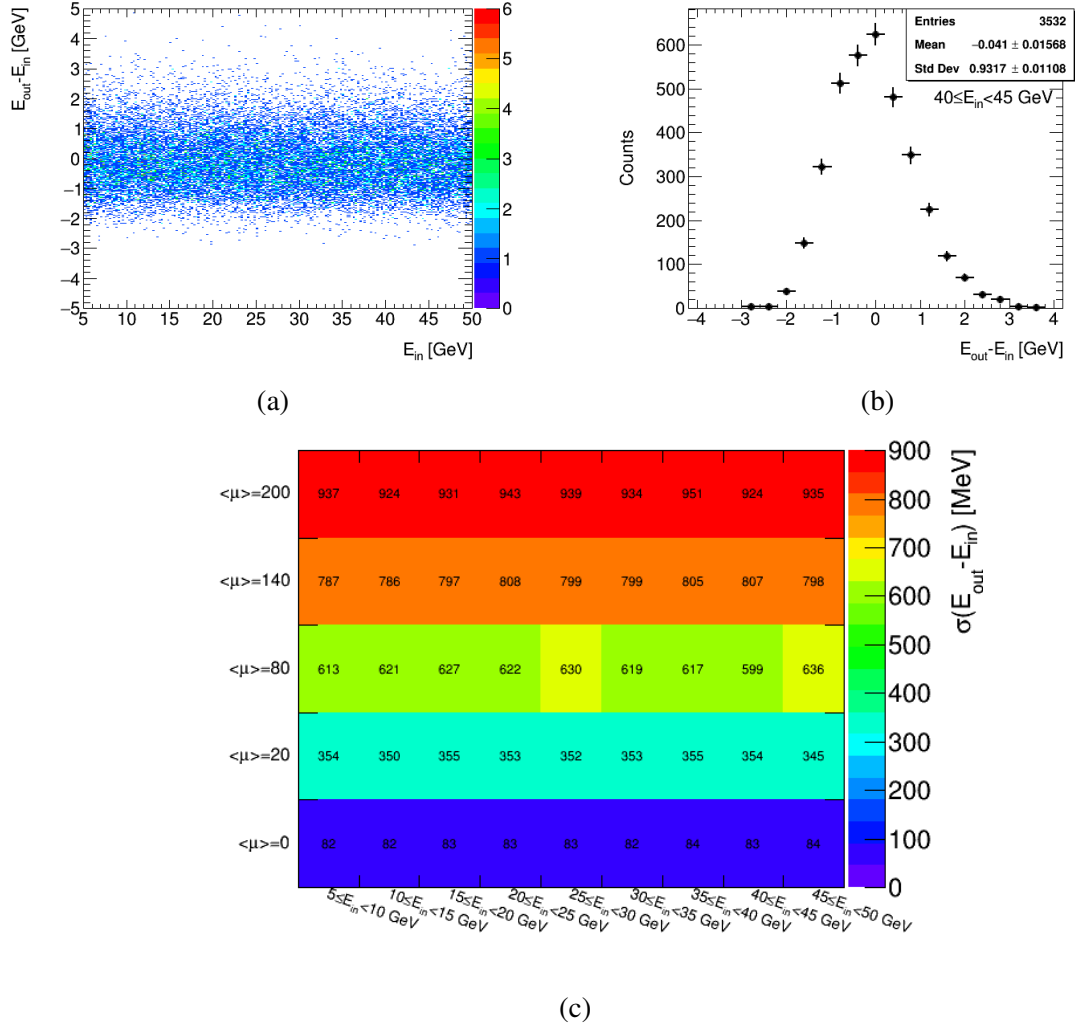 E_out-E_in [GeV]
5
4
3
2
1
0
−1
−2
−3
−4
−5
5 10 15 20 25 30 35 40 45 50
E_in [GeV]
6
5
4
3
2
1
0
(a)
Counts
600
500
400
300
200
100
0
−4 −3 −2 −1 0 1 2 3 4
E_out-E_in [GeV]
Entries 3532
Mean −0.041 ± 0.01568
Std Dev 0.9317 ± 0.01108
40≤E_in<45 GeV
(b)
<μ>=200 937 924 931 943 939 934 951 924 935
<μ>=140 787 786 797 808 799 799 805 807 798
<μ>=80 613 621 627 622 630 619 617 599 636
<μ>=20 354 350 355 353 352 353 355 354 345
<μ>=0 82 82 83 83 83 82 84 83 84
5≤E_in<10 GeV
10≤E_in<15 GeV
15≤E_in<20 GeV
20≤E_in<25 GeV
25≤E_in<30 GeV
30≤E_in<35 GeV
35≤E_in<40 GeV
40≤E_in<45 GeV
45≤E_in<50 GeV
900
800
700
600
500
400
300
200
100
0
σ(E_out-E_in) [MeV]
(c)